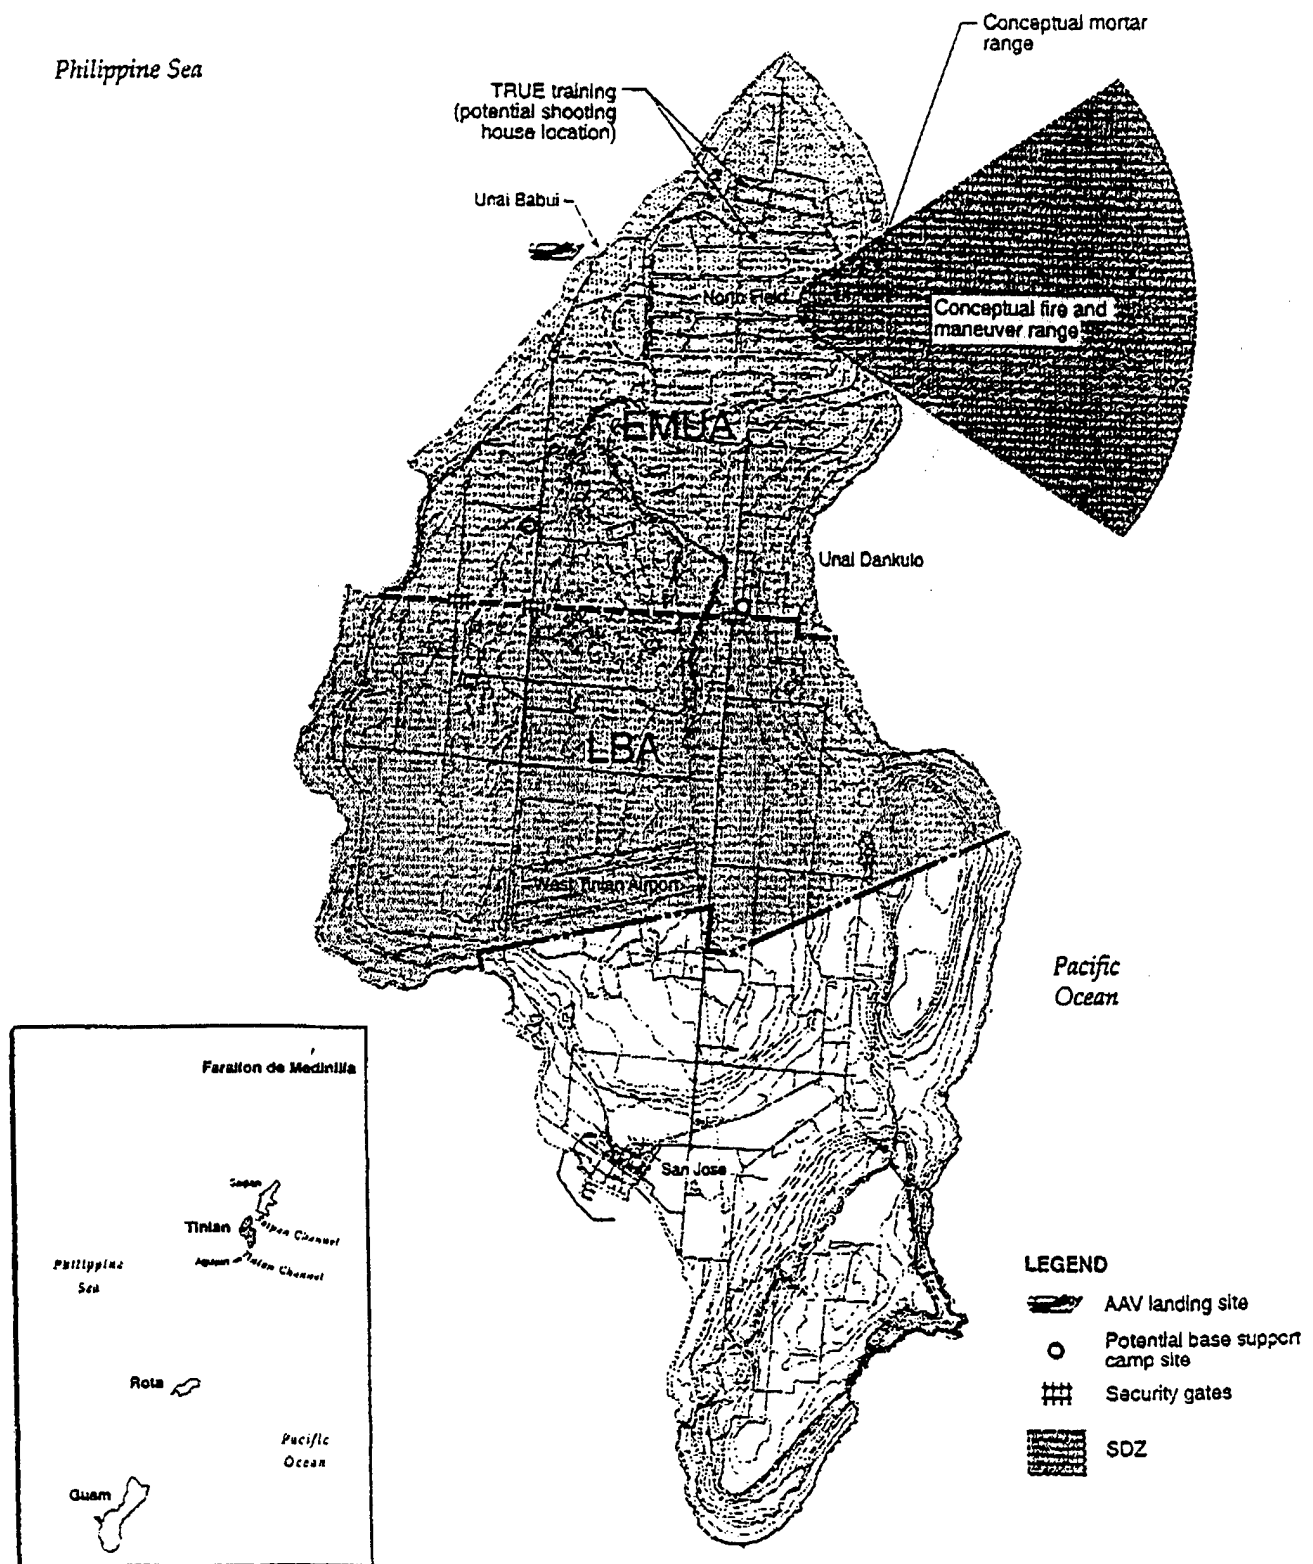 Conceptual mortar
range
Philippine Sea
TRUE training
(potential shooting
house location)
Unai Babui
North Field
Conceptual fire and
maneuver range
EMUA
Unai Dankulo
LBA
West Tinian Airport
Pacific
Ocean
San Jose
Farallon de Medinilla
Saipan
Tinian
Saipan Channel
Aguijan
Tinian Channel
Philippine
Sea
Rota
Pacific
Ocean
Guam
LEGEND
AAV landing site
Potential base support
camp site
Security gates
SDZ